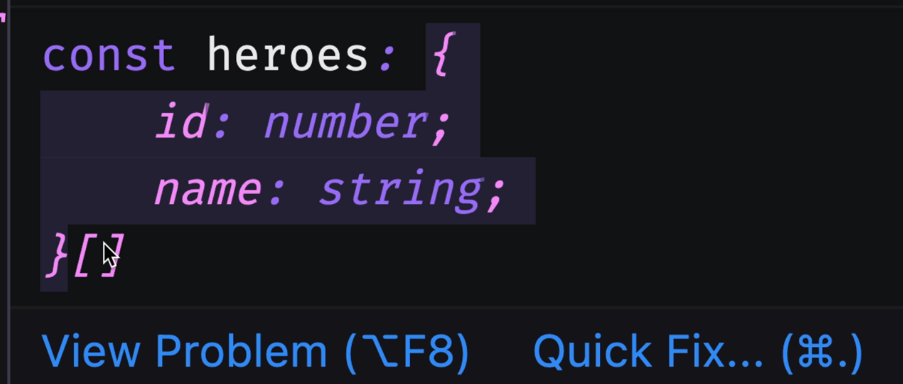 const heroes: {
    id: number;
    name: string;
}[]
View Problem (⌥F8) Quick Fix... (⌘.)